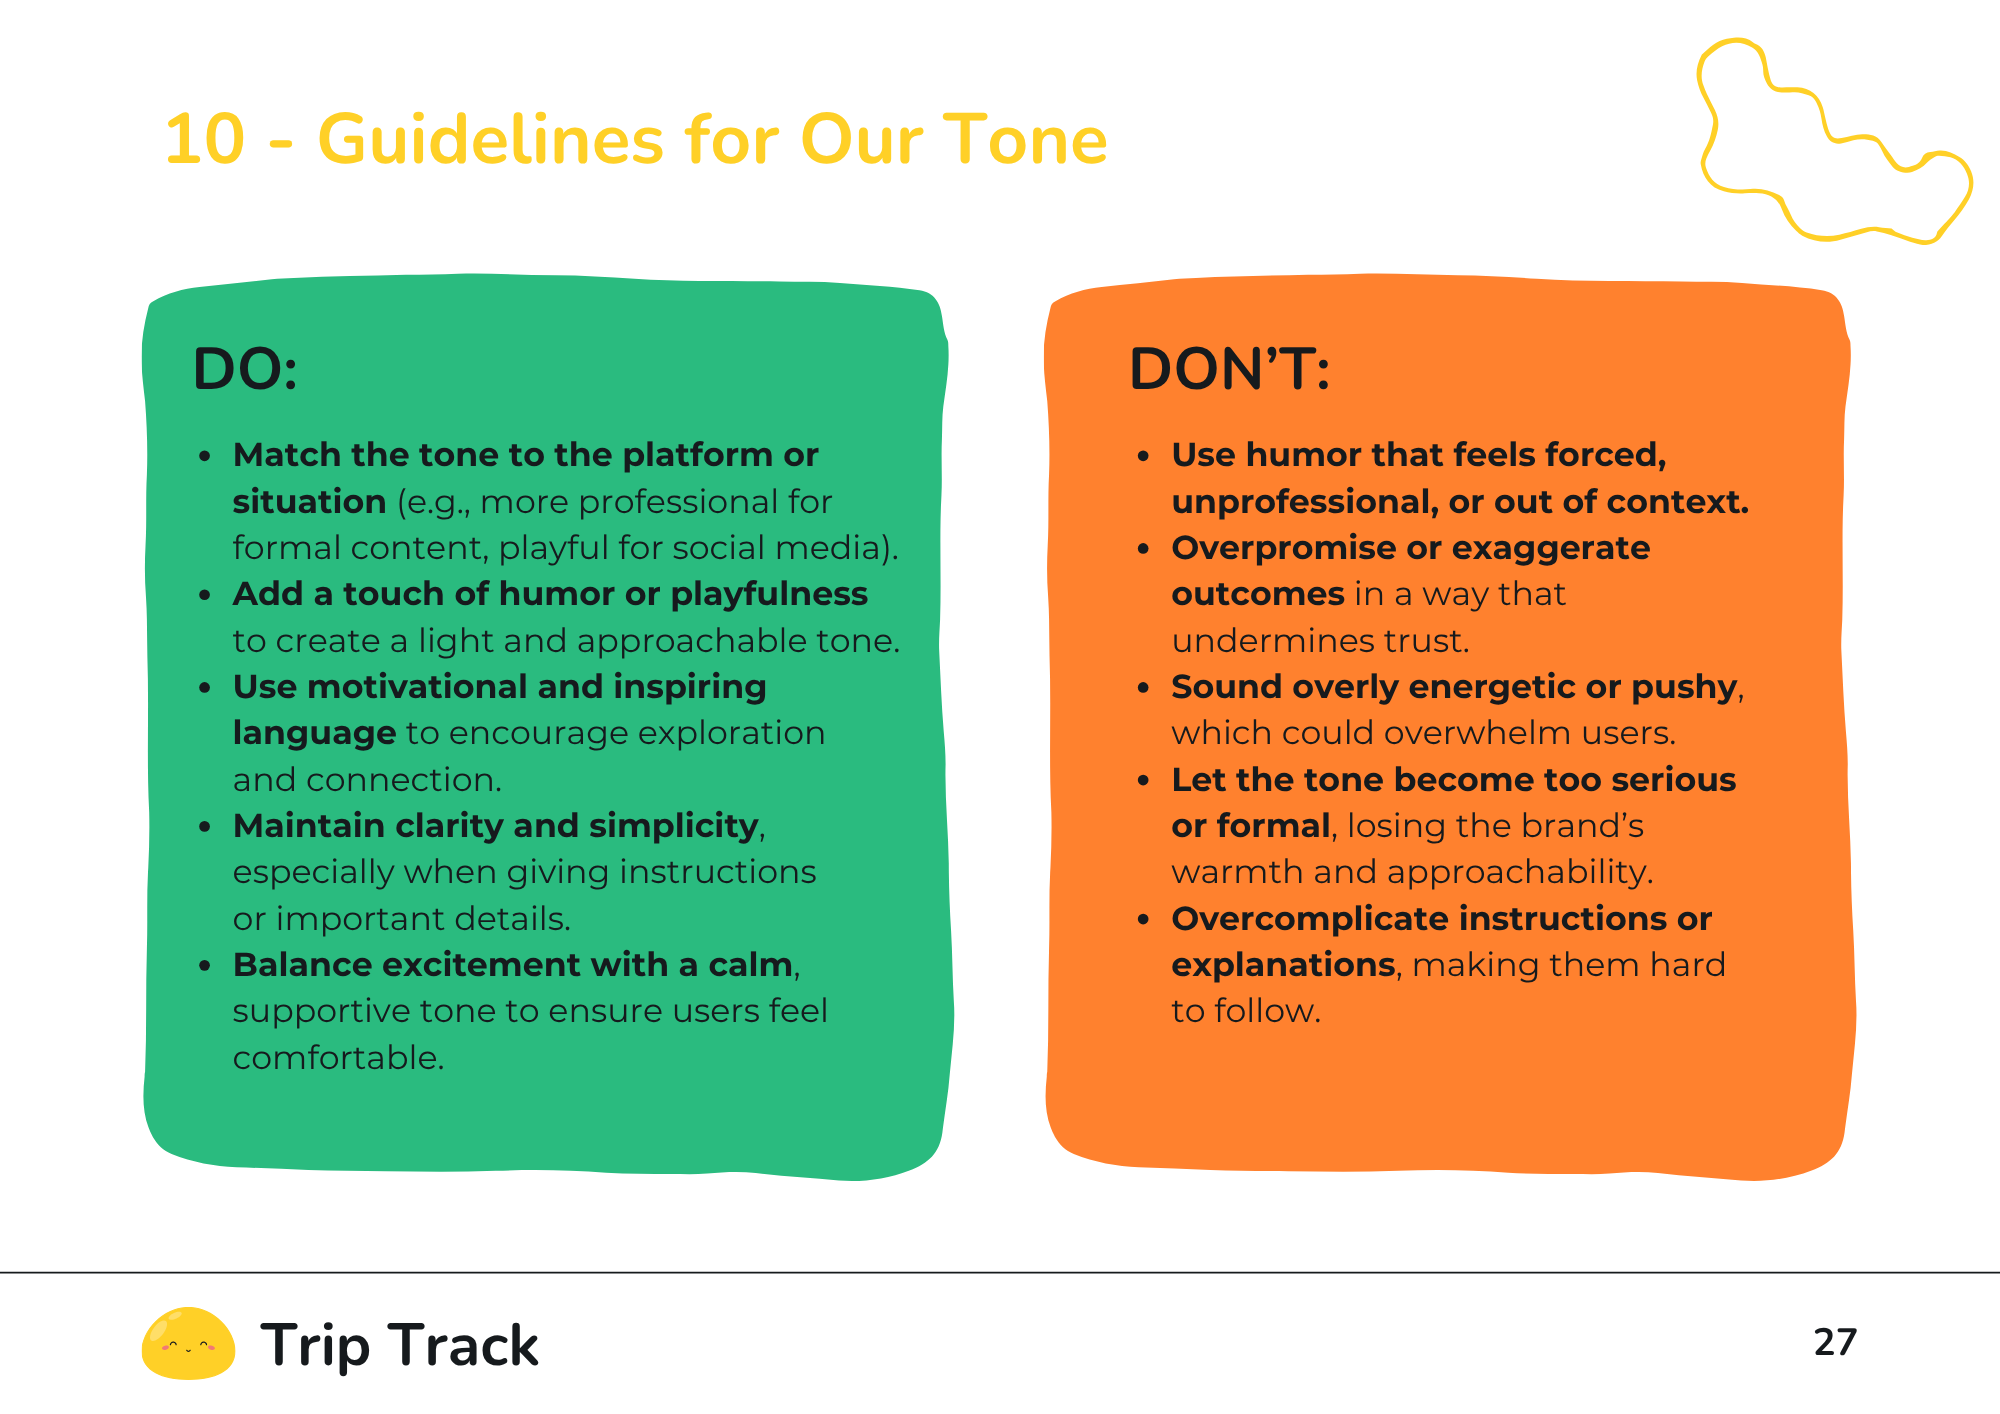 10 - Guidelines for Our Tone
DO:
• Match the tone to the platform or
situation (e.g., more professional for
formal content, playful for social media).
• Add a touch of humor or playfulness
to create a light and approachable tone.
• Use motivational and inspiring
language to encourage exploration
and connection.
• Maintain clarity and simplicity,
especially when giving instructions
or important details.
• Balance excitement with a calm,
supportive tone to ensure users feel
comfortable.
DON’T:
• Use humor that feels forced,
unprofessional, or out of context.
• Overpromise or exaggerate
outcomes in a way that
undermines trust.
• Sound overly energetic or pushy,
which could overwhelm users.
• Let the tone become too serious
or formal, losing the brand’s
warmth and approachability.
• Overcomplicate instructions or
explanations, making them hard
to follow.
Trip Track
27